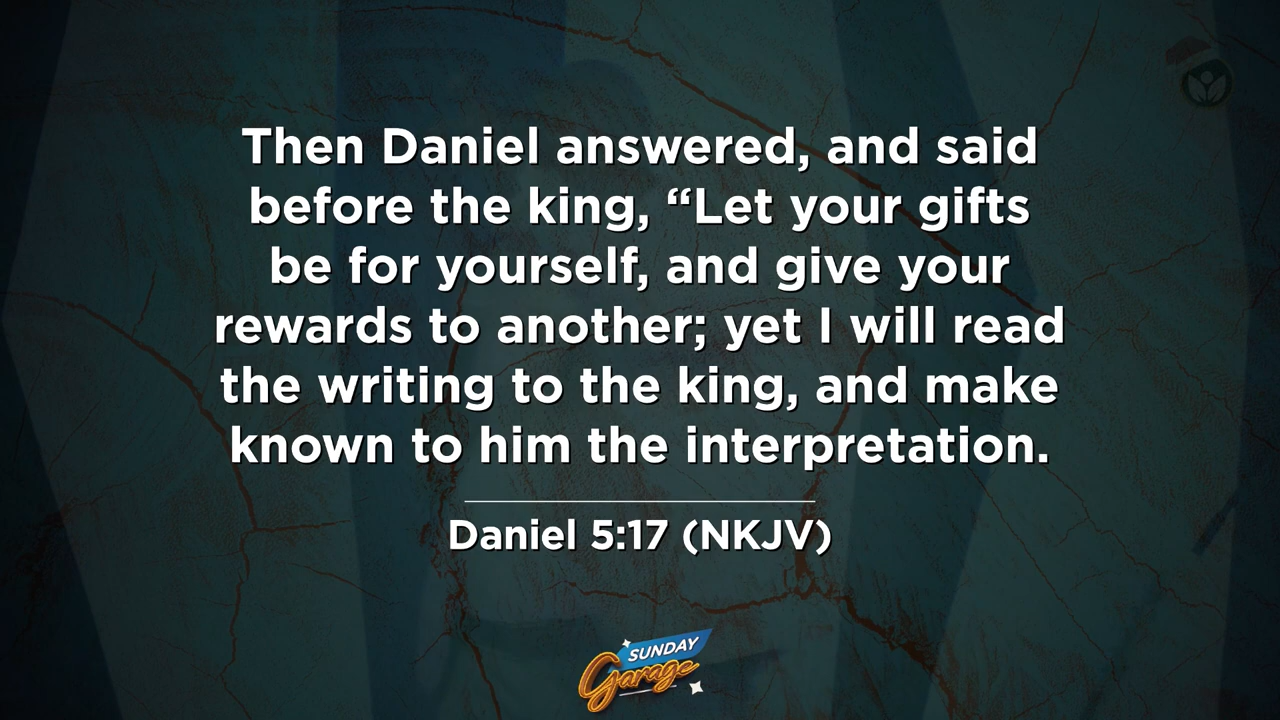 Then Daniel answered, and said
before the king, “Let your gifts
be for yourself, and give your
rewards to another; yet I will read
the writing to the king, and make
known to him the interpretation.
Daniel 5:17 (NKJV)
SUNDAY
Garage